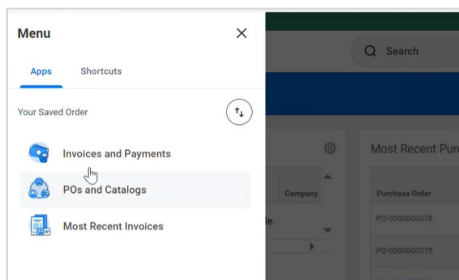 Menu
Search
Apps
Shortcuts
Your Saved Order
Most Recent Pur
Invoices and Payments
POs and Catalogs
Company
Purchase Order
le.
PO-0000000378
Most Recent Invoices
PO-0000000375